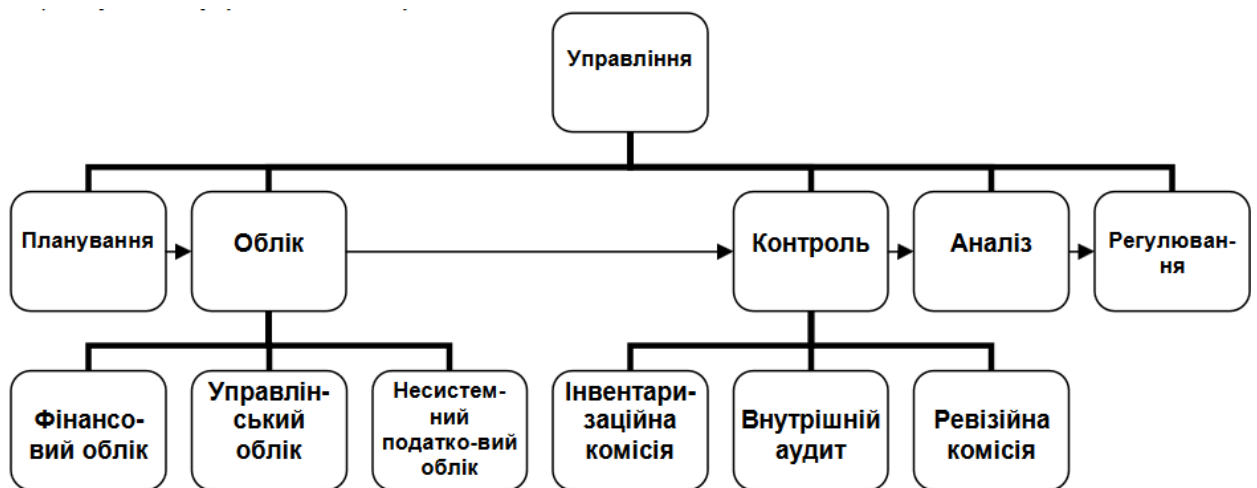 Управління
Планування
Облік
Контроль
Аналіз
Регулюван-
ня
Фінансо-
вий облік
Управлін-
ський
облік
Несистем-
ний
податко-вий
облік
Інвентари-
заційна
комісія
Внутрішній
аудит
Ревізійна
комісія